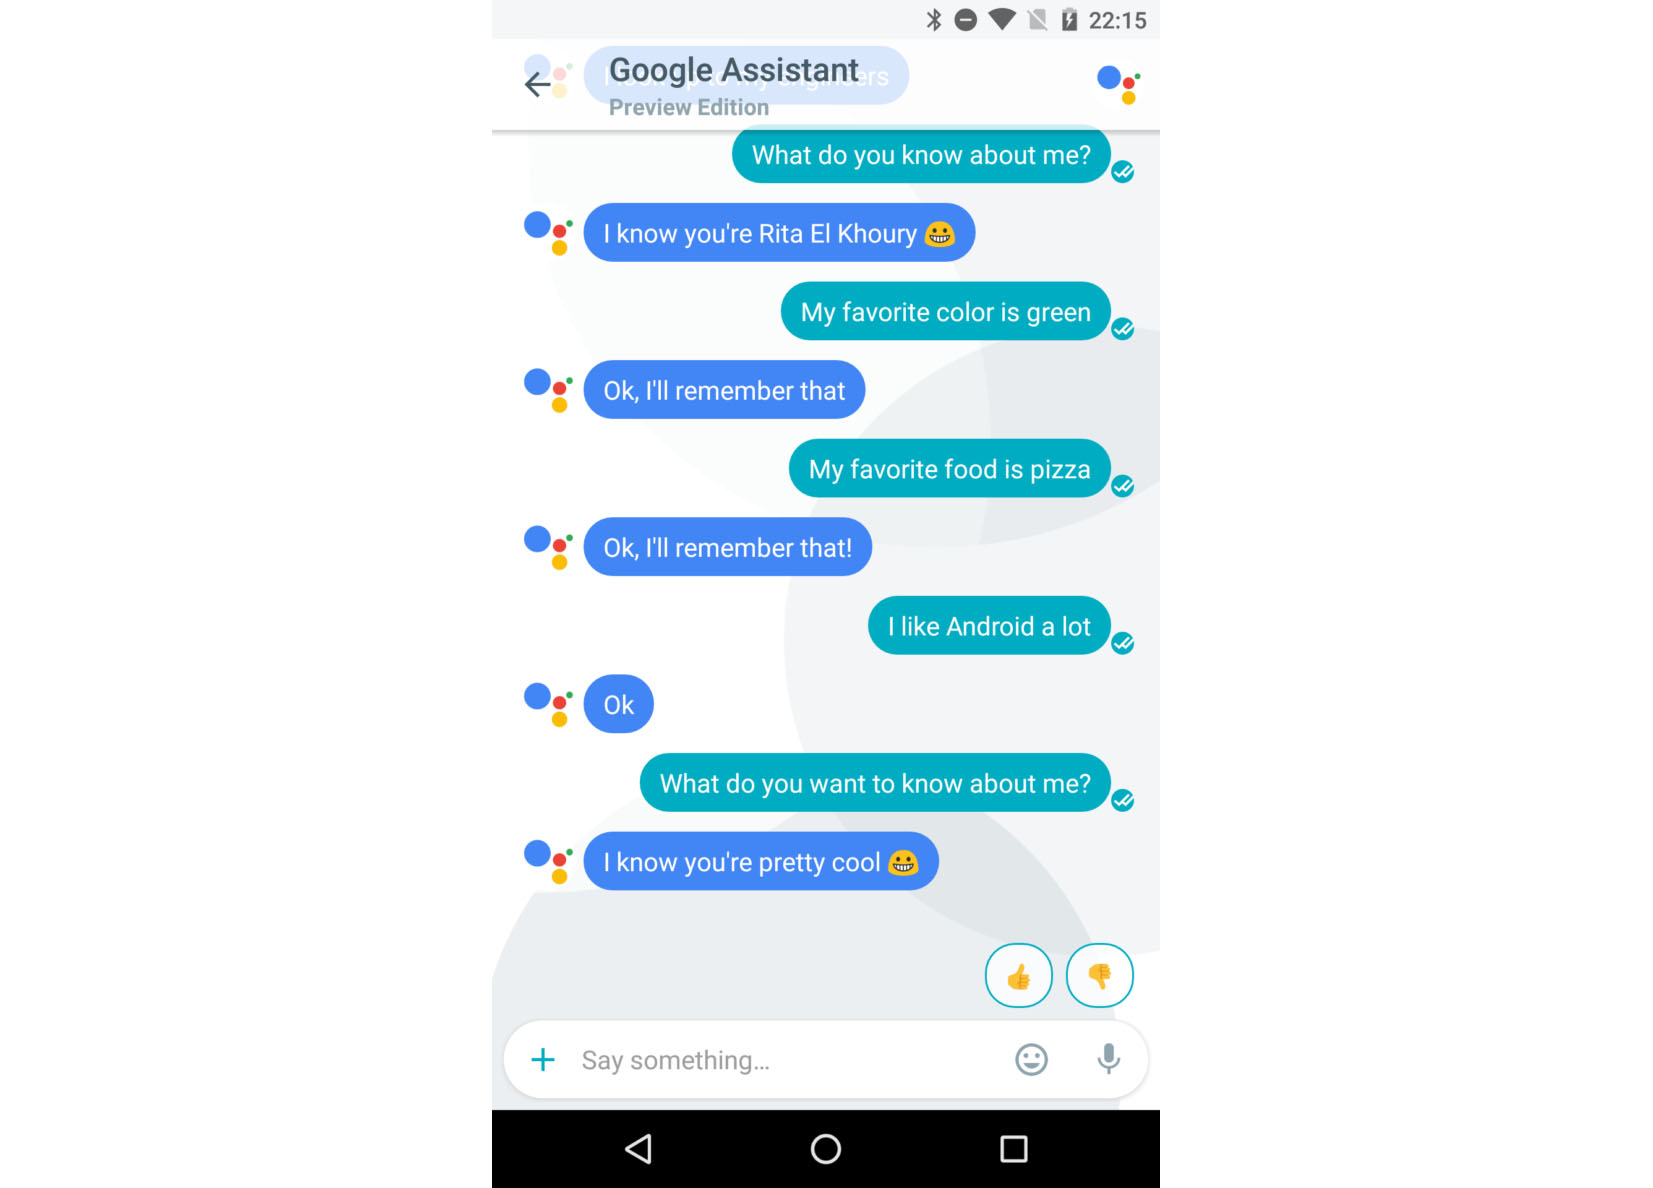 22:15
Google Assistant
Preview Edition
What do you know about me?
I know you're Rita El Khoury 😀
My favorite color is green
Ok, I'll remember that
My favorite food is pizza
Ok, I'll remember that!
I like Android a lot
Ok
What do you want to know about me?
I know you're pretty cool 😀
Say something...